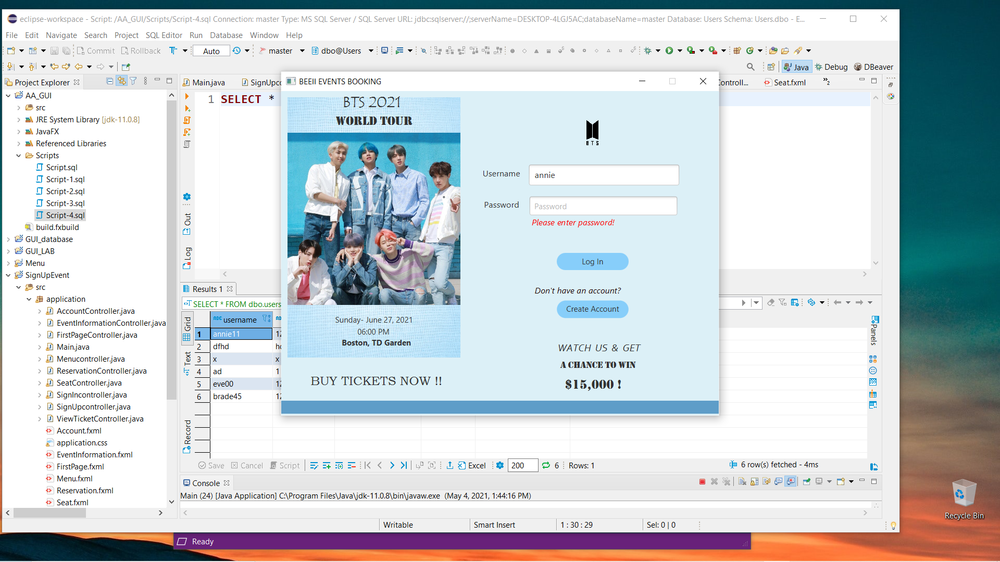 eclipse-workspace - Script: /AA_GUI/Scripts/Script-4.sql Connection: master Type: MS SQL Server / SQL Server URL: jdbc:sqlserver://;serverName=DESKTOP-4LGJ5AC;databaseName=master Database: Users Schema: Users.dbo - E...
File Edit Navigate Search Project SQL Editor Run Database Window Help
Commit Rollback Auto master dbo@Users
Java Debug DBeaver
Project Explorer
AA_GUI
src
JRE System Library [jdk-11.0.8]
JavaFX
Referenced Libraries
Scripts
Script.sql
Script-1.sql
Script-2.sql
Script-3.sql
Script-4.sql
build.fxbuild
GUI_database
GUI_LAB
Menu
SignUpEvent
src
application
AccountController.java
EventInformationController.java
FirstPageController.java
Main.java
Menucontroller.java
ReservationController.java
SeatController.java
SignIncontroller.java
SignUpcontroller.java
ViewTicketController.java
Account.fxml
application.css
EventInformation.fxml
FirstPage.fxml
Menu.fxml
Reservation.fxml
Seat.fxml
Main.java SignUpco Controll... Seat.fxml 2
1 SELECT *
Out
Log
BEEII EVENTS BOOKING
BTS 2021
WORLD TOUR
Sunday- June 27, 2021
06:00 PM
Boston, TD Garden
BUY TICKETS NOW !!
BTS
Username annie
Password Password
Please enter password!
Log In
Don't have an account?
Create Account
WATCH US & GET
A CHANCE TO WIN
$15,000 !
Results 1
SELECT * FROM dbo.users
Grid
Text
Record
Panels
ABC username ABC
1 annie11 12
2 dfhd hd
3 x x
4 ad 1
5 eve00 12
6 brade45 12
Save Cancel Script Excel 200 6 Rows: 1 6 row(s) fetched - 4ms
Console
Main (24) [Java Application] C:\Program Files\Java\jdk-11.0.8\bin\javaw.exe (May 4, 2021, 1:44:16 PM)
Writable Smart Insert 1 : 30 : 29 Sel: 0 | 0
Ready
Recycle Bin